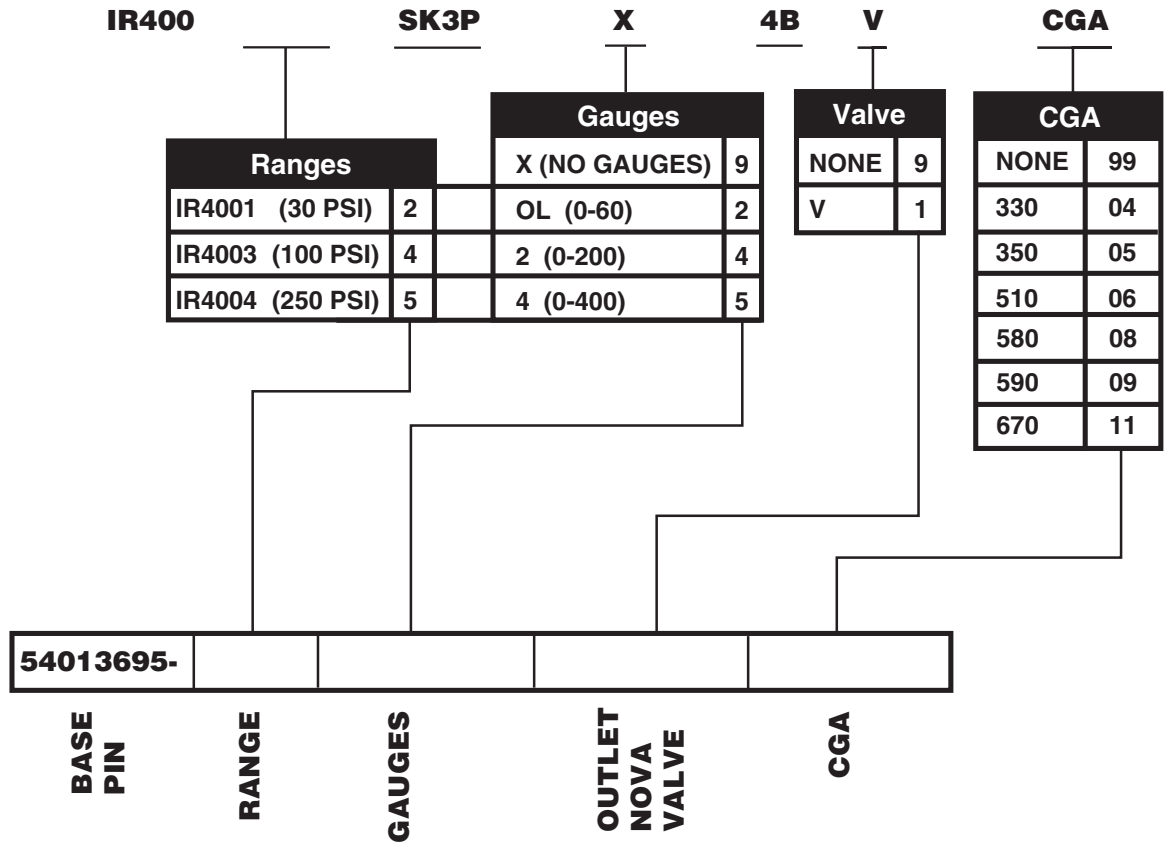 IR400 SK3P X 4B V CGA
Ranges
IR4001 (30 PSI) 2
IR4003 (100 PSI) 4
IR4004 (250 PSI) 5
Gauges
X (NO GAUGES) 9
OL (0-60) 2
2 (0-200) 4
4 (0-400) 5
Valve
NONE 9
V 1
CGA
NONE 99
330 04
350 05
510 06
580 08
590 09
670 11
54013695-
BASE
PIN
RANGE
GAUGES
OUTLET
NOVA
VALVE
CGA